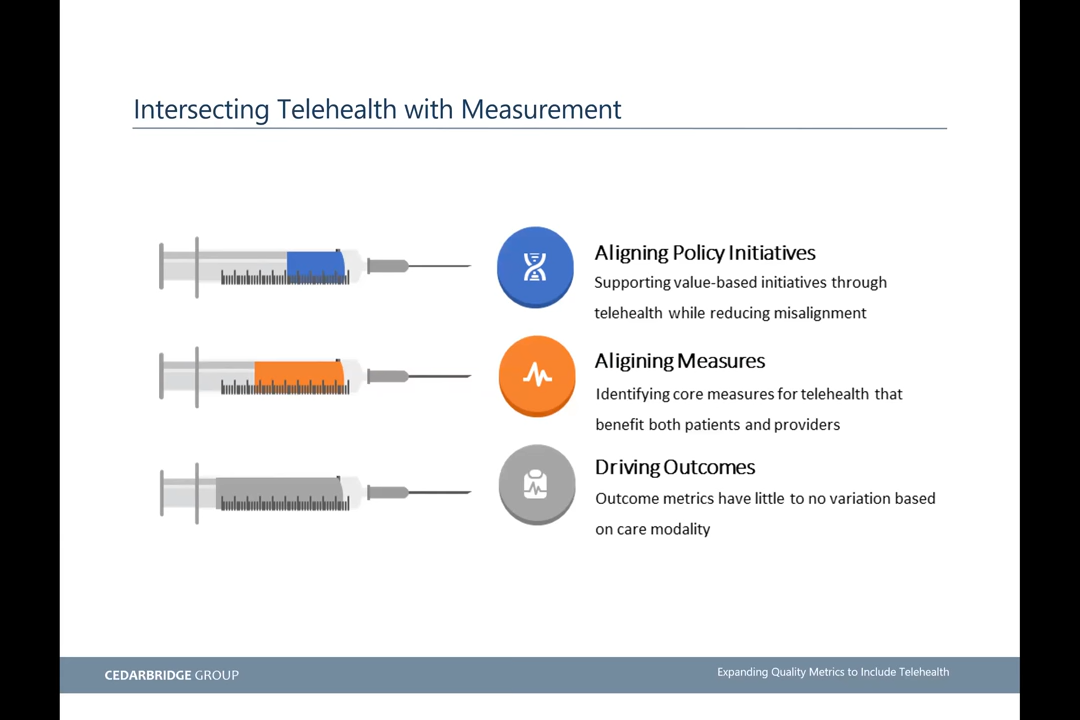 Intersecting Telehealth with Measurement
Aligning Policy Initiatives
Supporting value-based initiatives through
telehealth while reducing misalignment
Aligining Measures
Identifying core measures for telehealth that
benefit both patients and providers
Driving Outcomes
Outcome metrics have little to no variation based
on care modality
CEDARBRIDGE GROUP
Expanding Quality Metrics to Include Telehealth